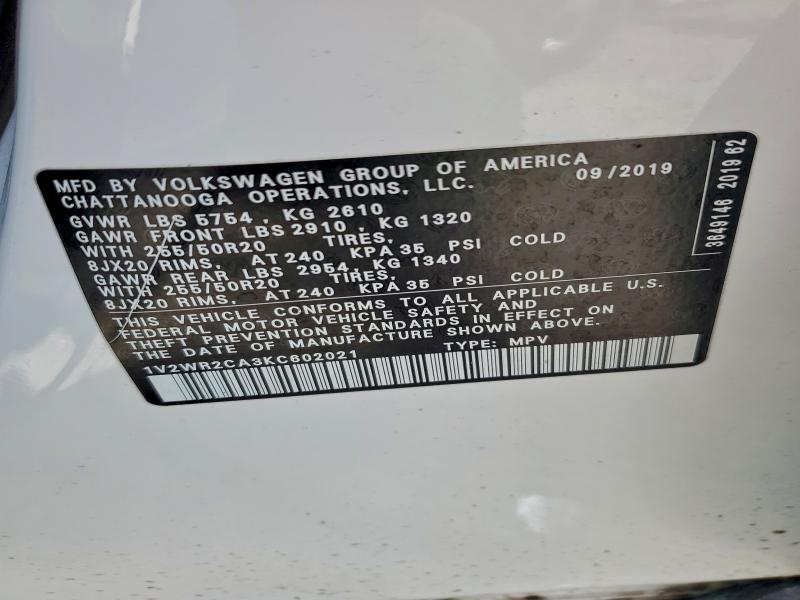 MFD BY VOLKSWAGEN GROUP OF AMERICA
CHATTANOOGA OPERATIONS, LLC. 09/2019
GVWR LBS 5754 , KG 2610
GAWR FRONT LBS 2910 , KG 1320
WITH 255/50R20 TIRES,
8JX20 RIMS, AT 240 KPA 35 PSI COLD
GAWR REAR LBS 2954, KG 1340
WITH 255/50R20 TIRES,
8JX20 RIMS, AT 240 KPA 35 PSI COLD
THIS VEHICLE CONFORMS TO ALL APPLICABLE U.S.
FEDERAL MOTOR VEHICLE SAFETY AND
THEFT PREVENTION STANDARDS IN EFFECT ON
THE DATE OF MANUFACTURE SHOWN ABOVE.
1V2WR2CA3KC602021 TYPE: MPV
3649146 2019 62